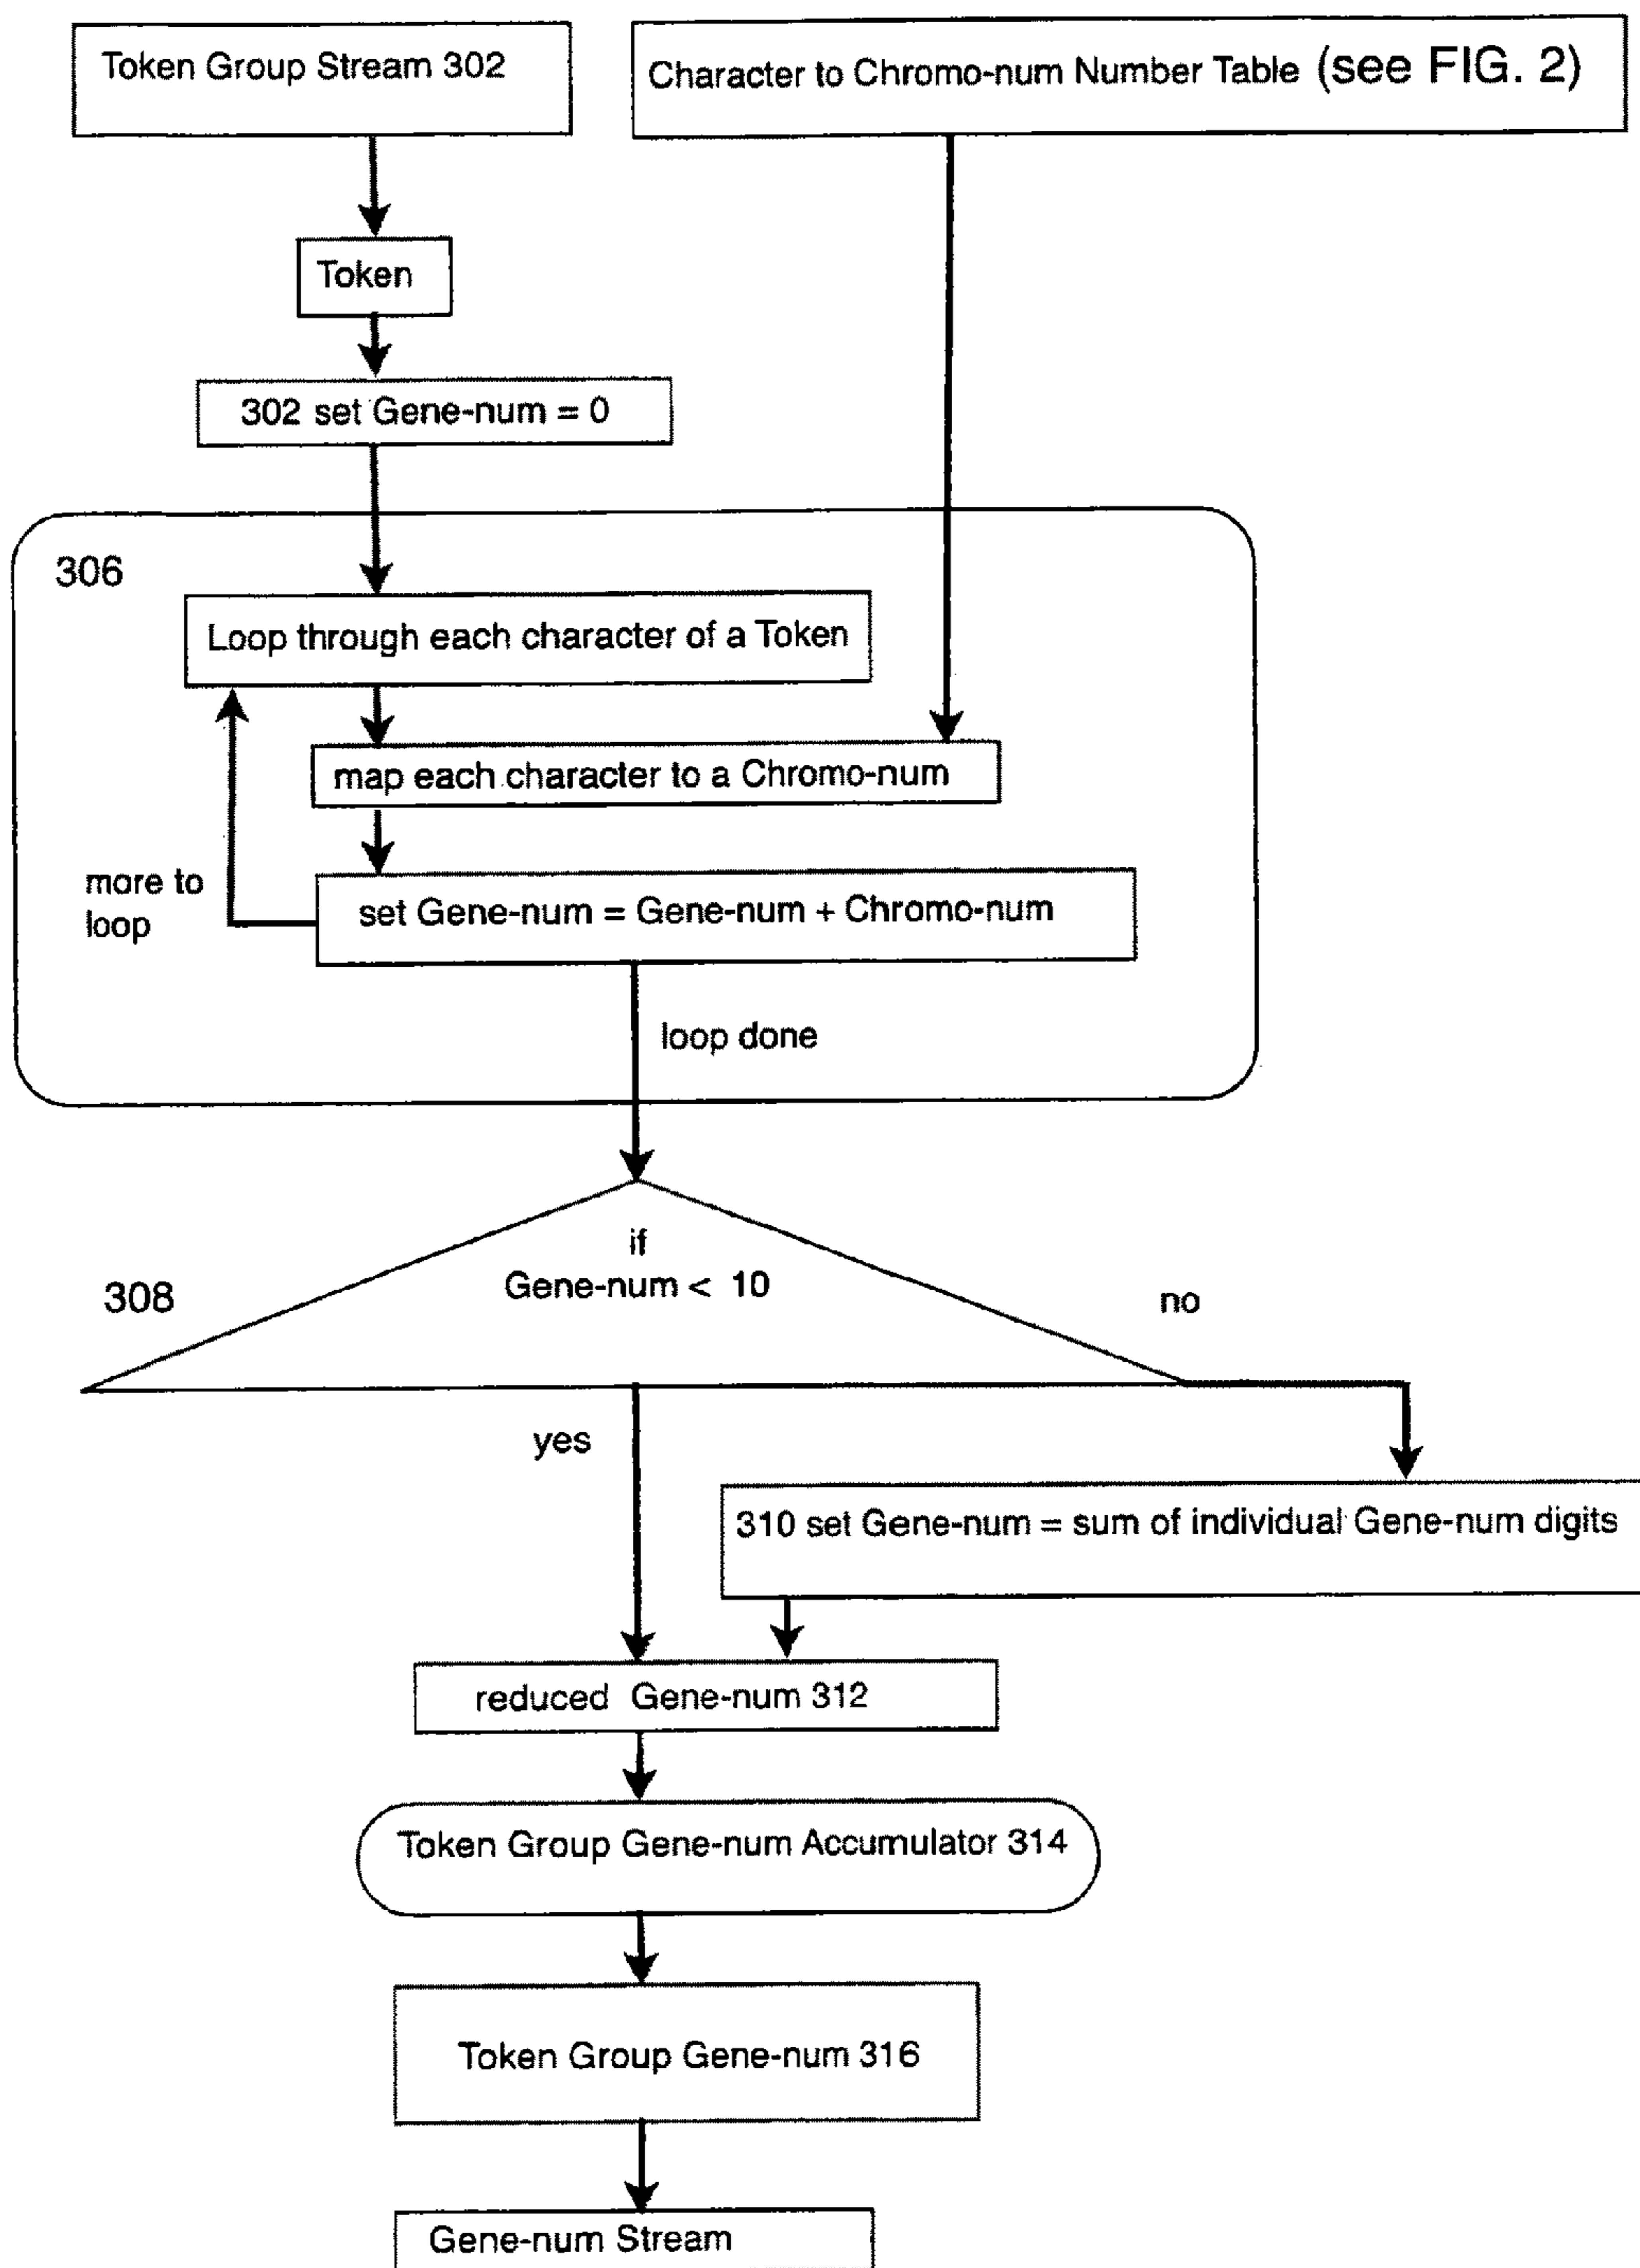 Token Group Stream 302
Character to Chromo-num Number Table (see FIG. 2)
Token
302 set Gene-num = 0
306
Loop through each character of a Token
map each character to a Chromo-num
more to
loop
set Gene-num = Gene-num + Chromo-num
loop done
if
Gene-num < 10
308
no
yes
310 set Gene-num = sum of individual Gene-num digits
reduced Gene-num 312
Token Group Gene-num Accumulator 314
Token Group Gene-num 316
Gene-num Stream